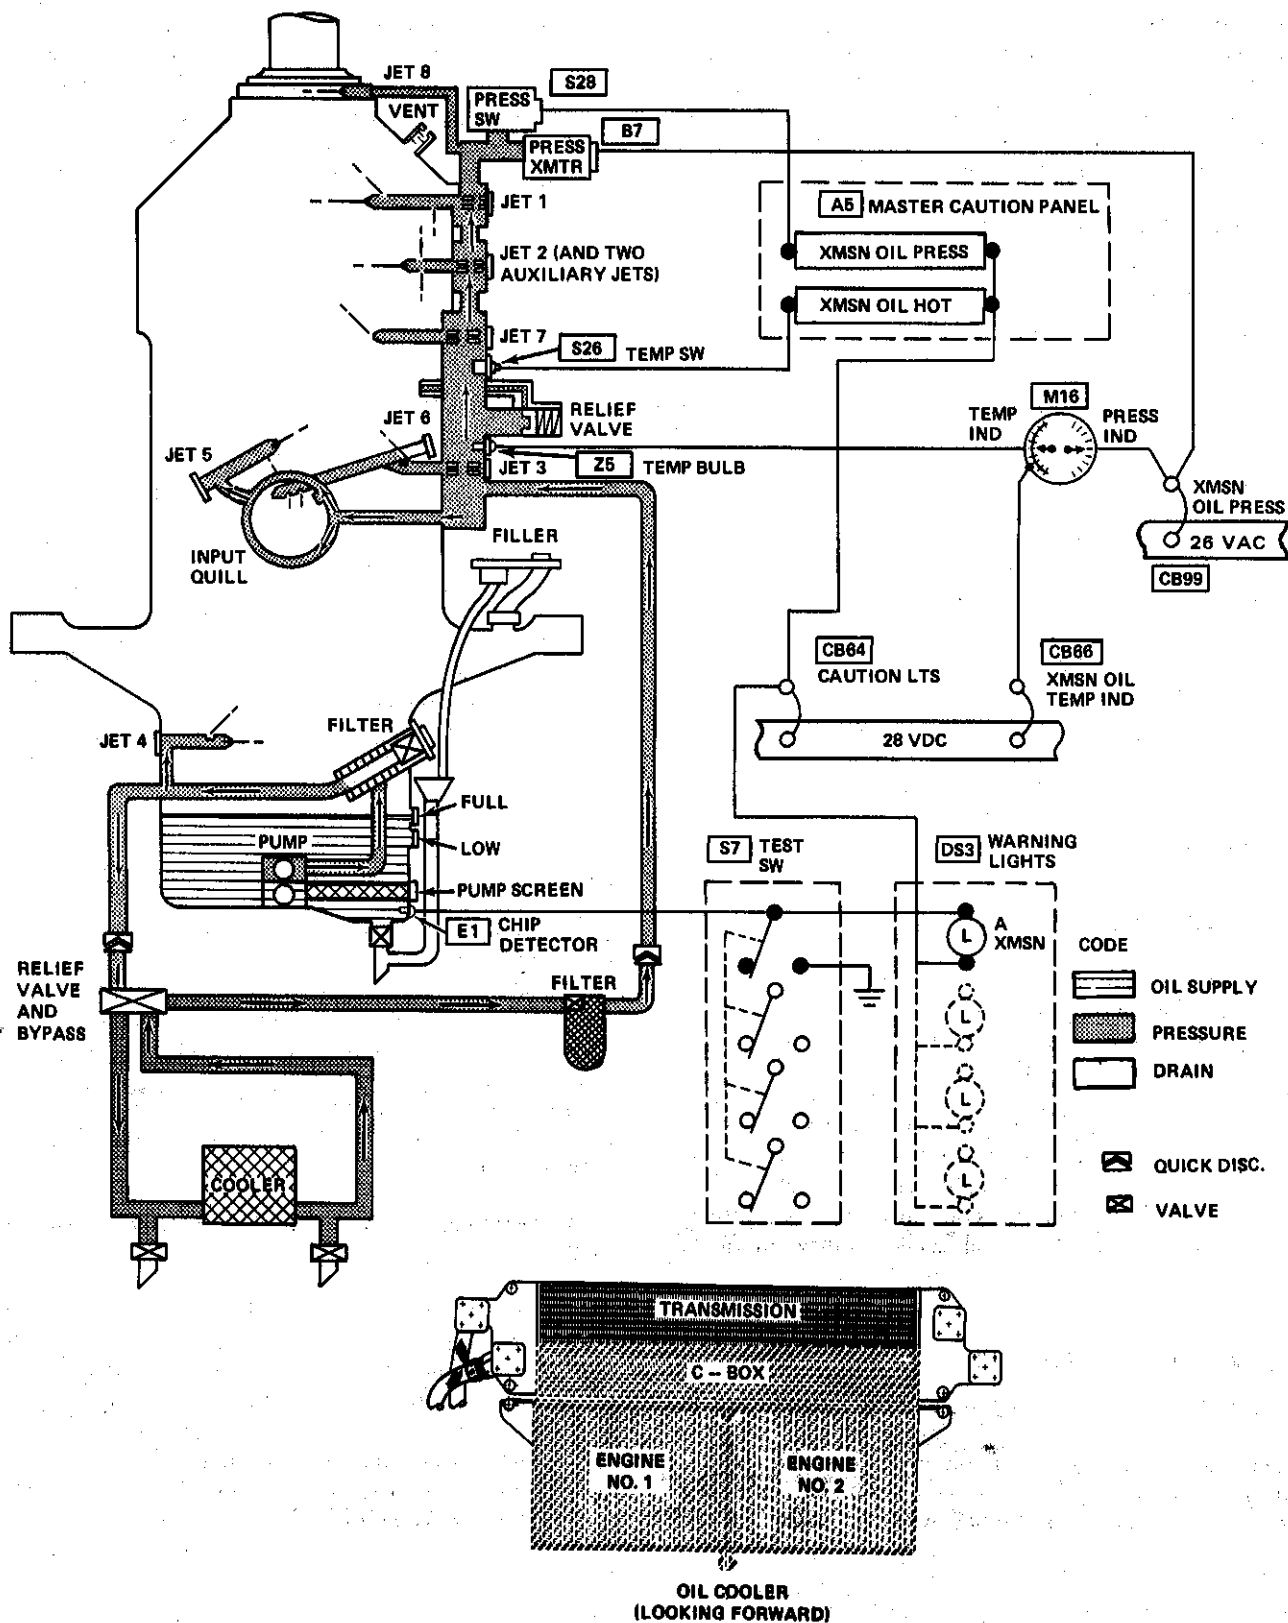 JET 8
VENT
PRESS
SW
S28
PRESS
XMTR
B7
JET 1
A5 MASTER CAUTION PANEL
XMSN OIL PRESS
XMSN OIL HOT
JET 2 (AND TWO
AUXILIARY JETS)
JET 7
S26 TEMP SW
RELIEF
VALVE
JET 6
JET 5
JET 3
Z5 TEMP BULB
TEMP
IND
M16
PRESS
IND
XMSN
OIL PRESS
26 VAC
CB99
INPUT
QUILL
FILLER
CB64
CAUTION LTS
CB66
XMSN OIL
TEMP IND
28 VDC
JET 4
FILTER
FULL
LOW
PUMP
PUMP SCREEN
E1 CHIP
DETECTOR
S7 TEST
SW
DS3 WARNING
LIGHTS
L
A
XMSN
L
L
L
RELIEF
VALVE
AND
BYPASS
FILTER
COOLER
CODE
OIL SUPPLY
PRESSURE
DRAIN
QUICK DISC.
VALVE
TRANSMISSION
C - BOX
ENGINE
NO. 1
ENGINE
NO. 2
OIL COOLER
(LOOKING FORWARD)